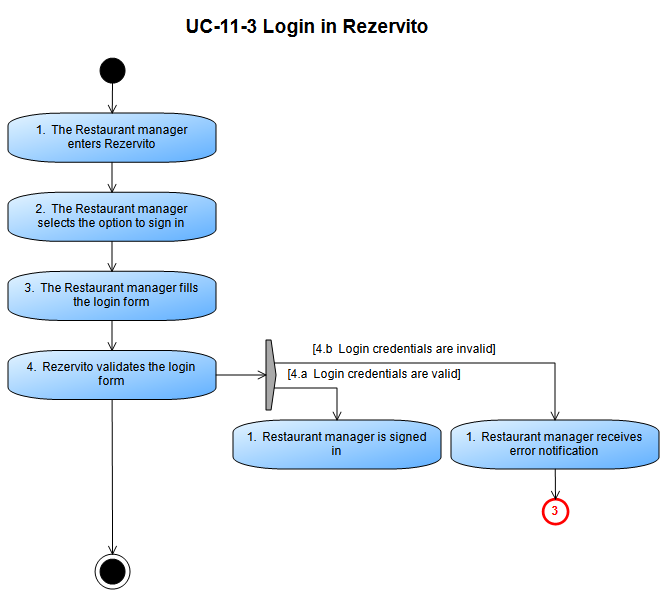 UC-11-3 Login in Rezervito
1. The Restaurant manager
enters Rezervito
2. The Restaurant manager
selects the option to sign in
3. The Restaurant manager fills
the login form
4. Rezervito validates the login
form
[4.b Login credentials are invalid]
[4.a Login credentials are valid]
1. Restaurant manager is signed
in
1. Restaurant manager receives
error notification
3